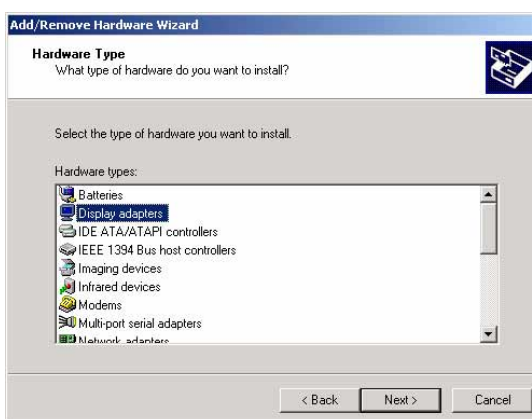 Add/Remove Hardware Wizard
Hardware Type
What type of hardware do you want to install?
Select the type of hardware you want to install.
Hardware types:
Batteries
Display adapters
IDE ATA/ATAPI controllers
IEEE 1394 Bus host controllers
Imaging devices
Infrared devices
Modems
Multi-port serial adapters
Network adapters
< Back
Next >
Cancel